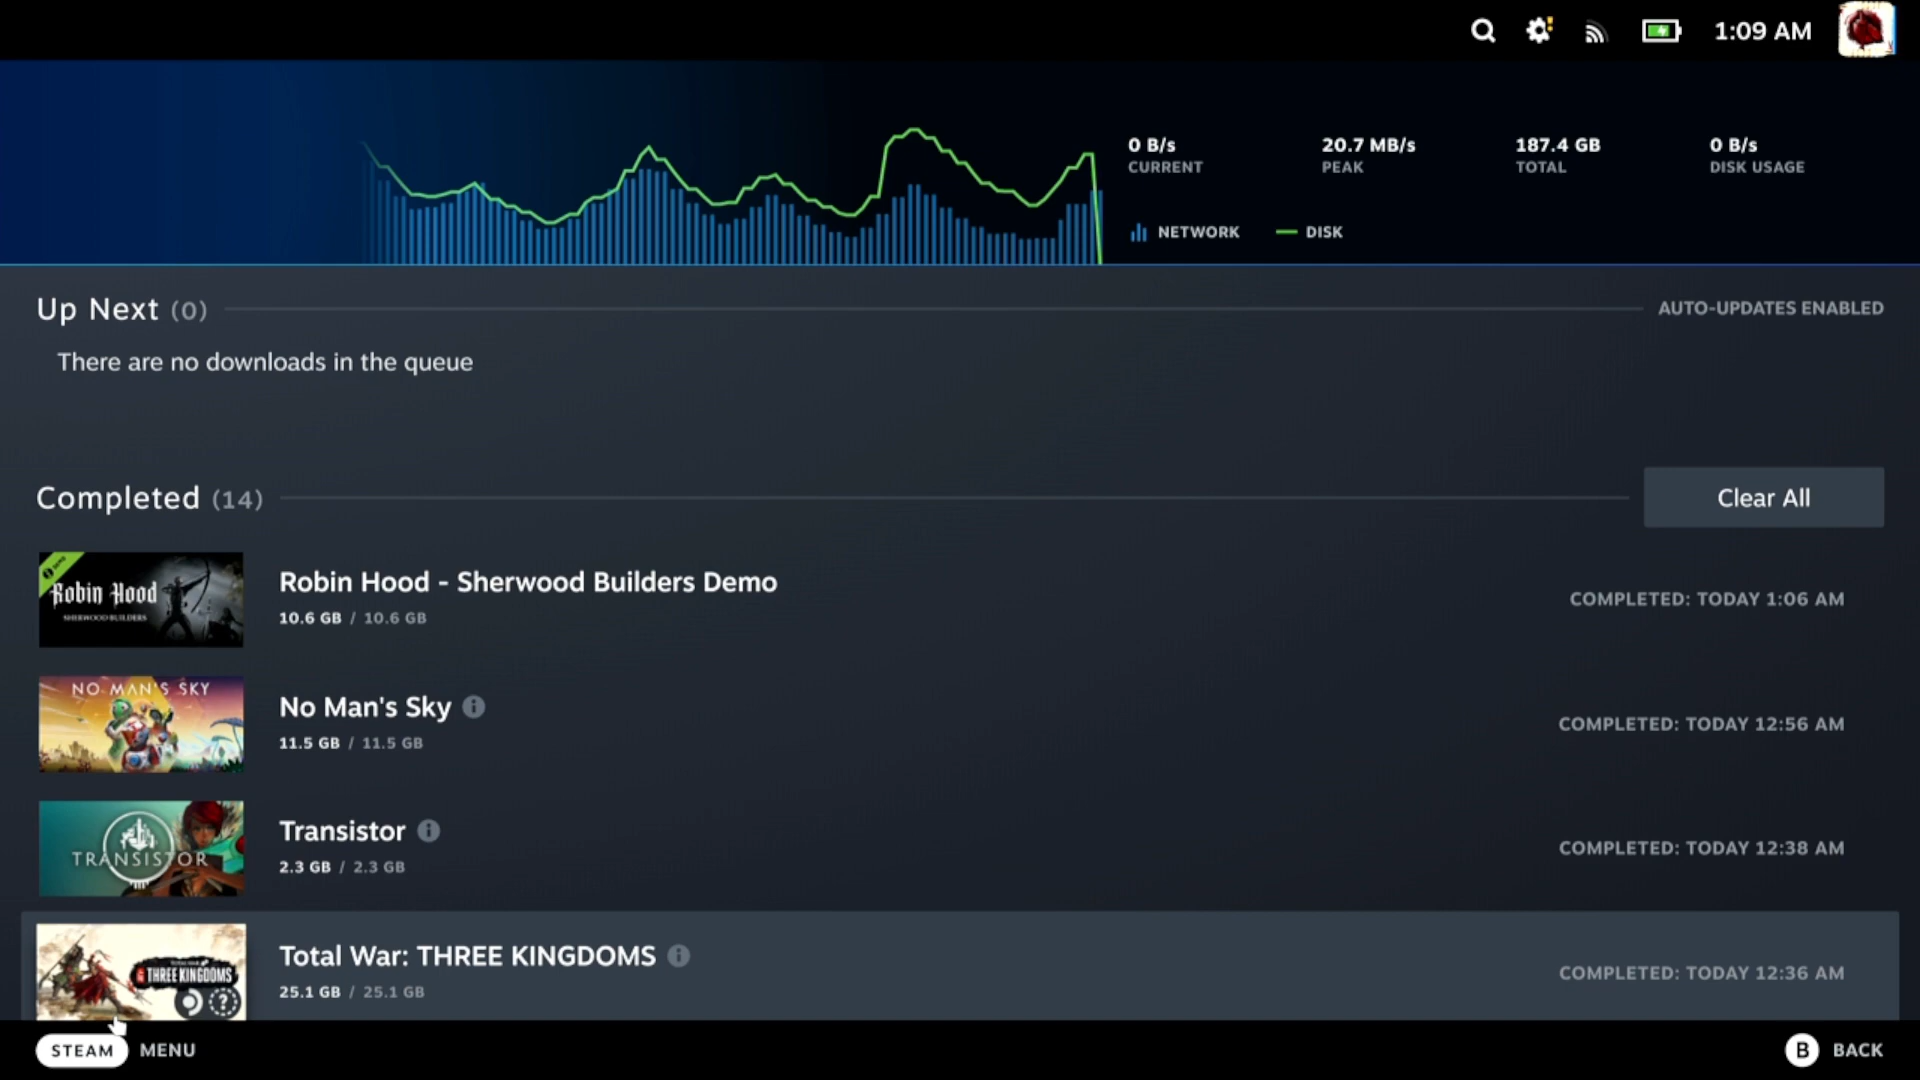 1:09 AM
0 B/s
CURRENT
20.7 MB/s
PEAK
187.4 GB
TOTAL
0 B/s
DISK USAGE
NETWORK
DISK
Up Next (0)
AUTO-UPDATES ENABLED
There are no downloads in the queue
Completed (14)
Clear All
Robin Hood
SHERWOOD BUILDERS
Robin Hood - Sherwood Builders Demo
10.6 GB / 10.6 GB
COMPLETED: TODAY 1:06 AM
NO MAN'S SKY
No Man's Sky
11.5 GB / 11.5 GB
COMPLETED: TODAY 12:56 AM
TRANSISTOR
Transistor
2.3 GB / 2.3 GB
COMPLETED: TODAY 12:38 AM
THREE KINGDOMS
Total War: THREE KINGDOMS
25.1 GB / 25.1 GB
COMPLETED: TODAY 12:36 AM
STEAM MENU
B BACK